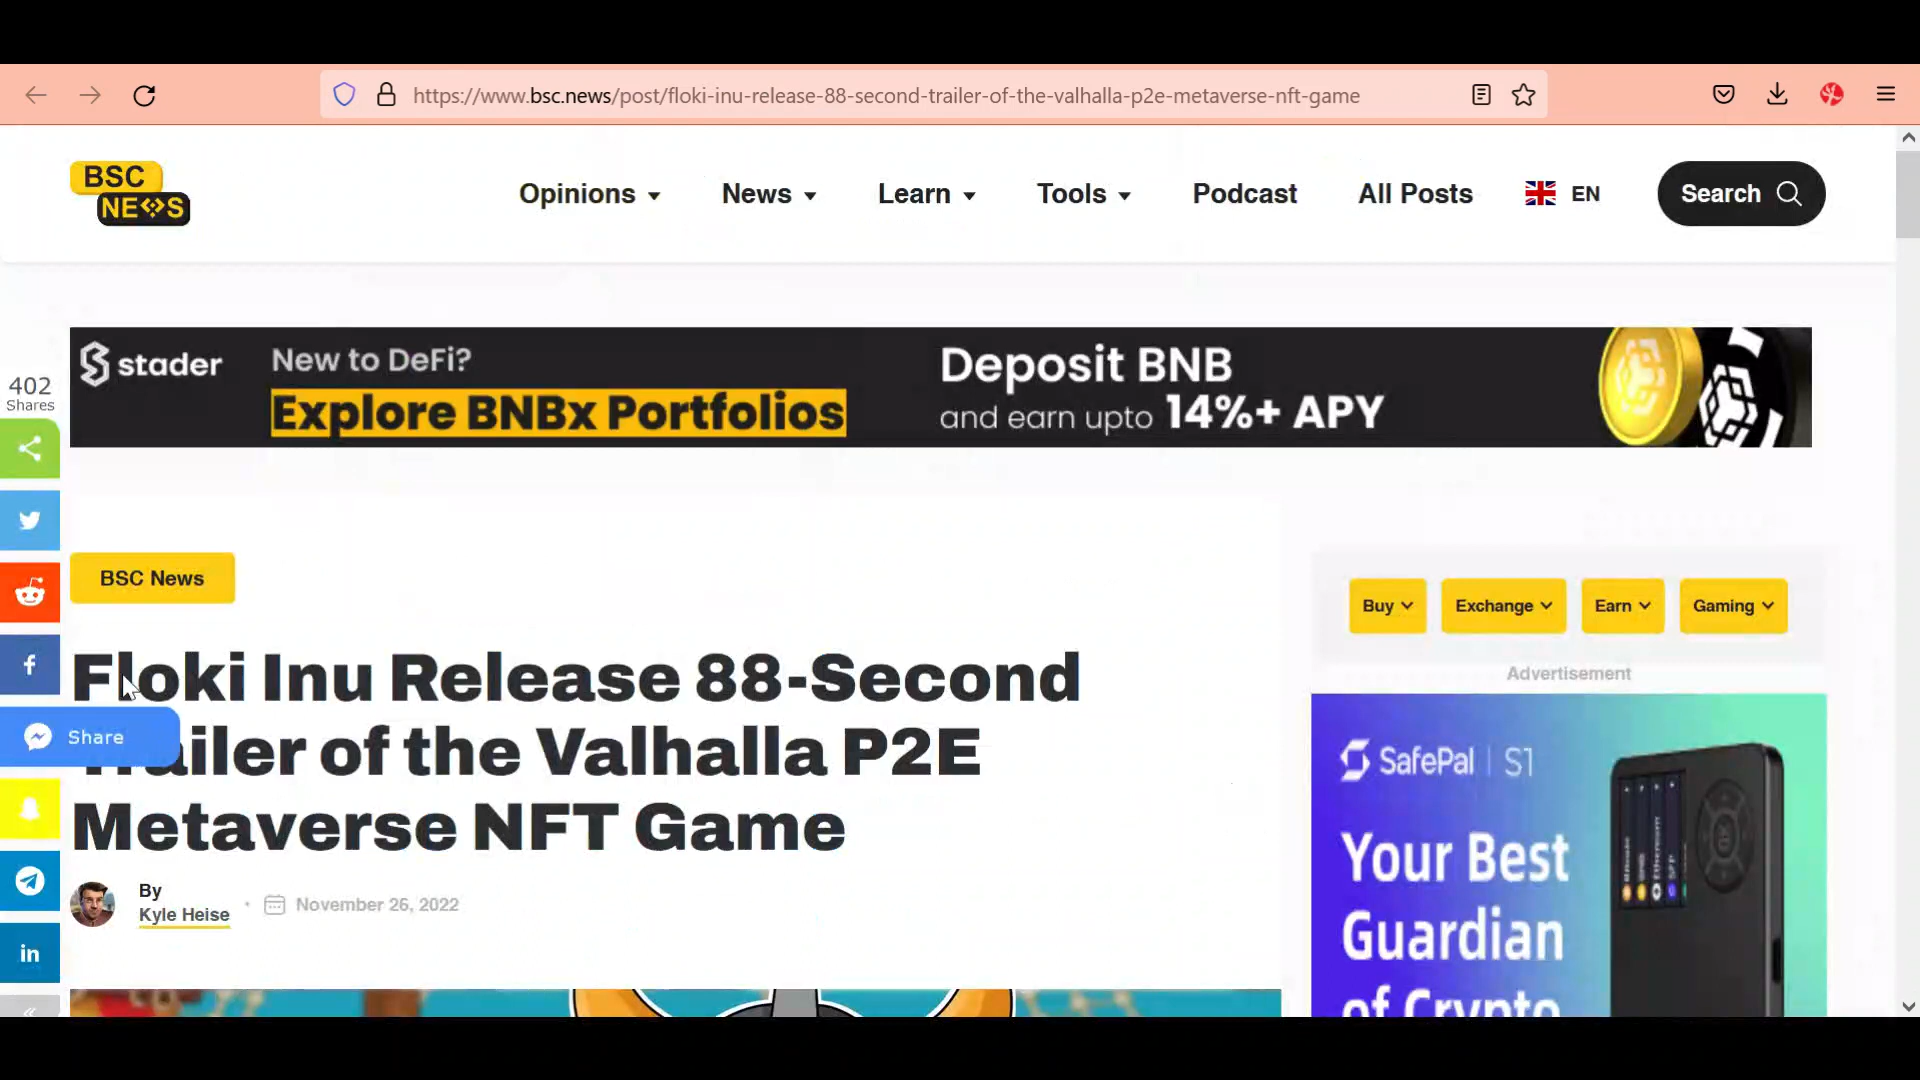 https://www.bsc.news/post/floki-inu-release-88-second-trailer-of-the-valhalla-p2e-metaverse-nft-game
BSC
NEWS
Opinions
News
Learn
Tools
Podcast
All Posts
EN
Search
stader
New to DeFi?
Explore BNBx Portfolios
Deposit BNB
and earn upto 14%+ APY
402
Shares
Share
BSC News
Floki Inu Release 88-Second
Trailer of the Valhalla P2E
Metaverse NFT Game
By
Kyle Heise
November 26, 2022
Buy
Exchange
Earn
Gaming
Advertisement
SafePal | S1
Your Best
Guardian
of Crypto